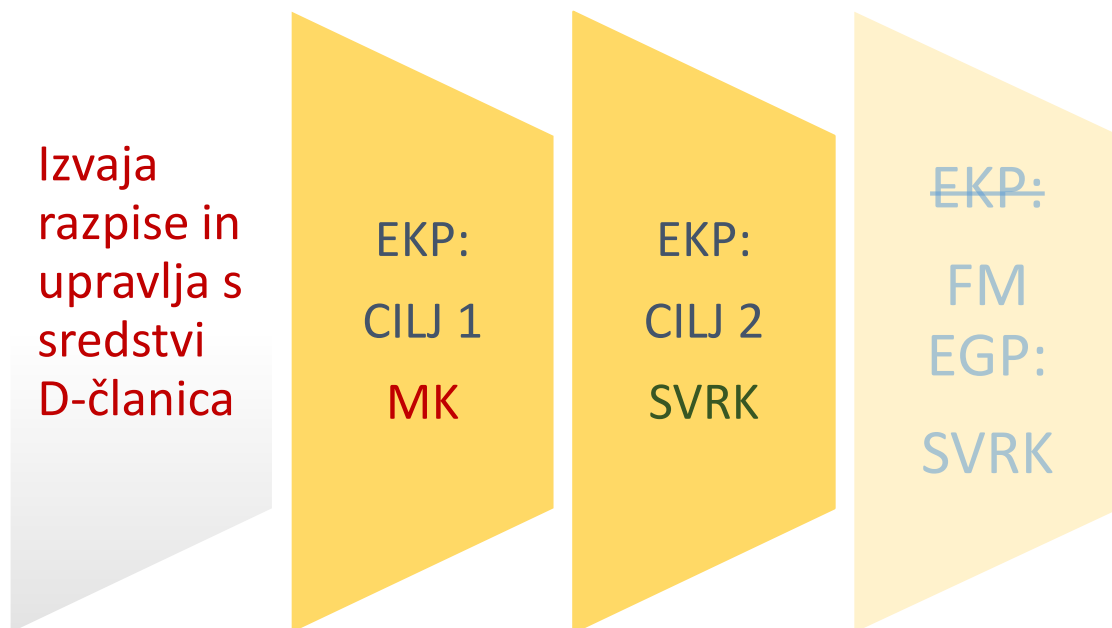 Izvaja
razpise in
upravlja s
sredstvi
D-članica
EKP:
CILJ 1
MK
EKP:
CILJ 2
SVRK
EKP:
FM
EGP:
SVRK